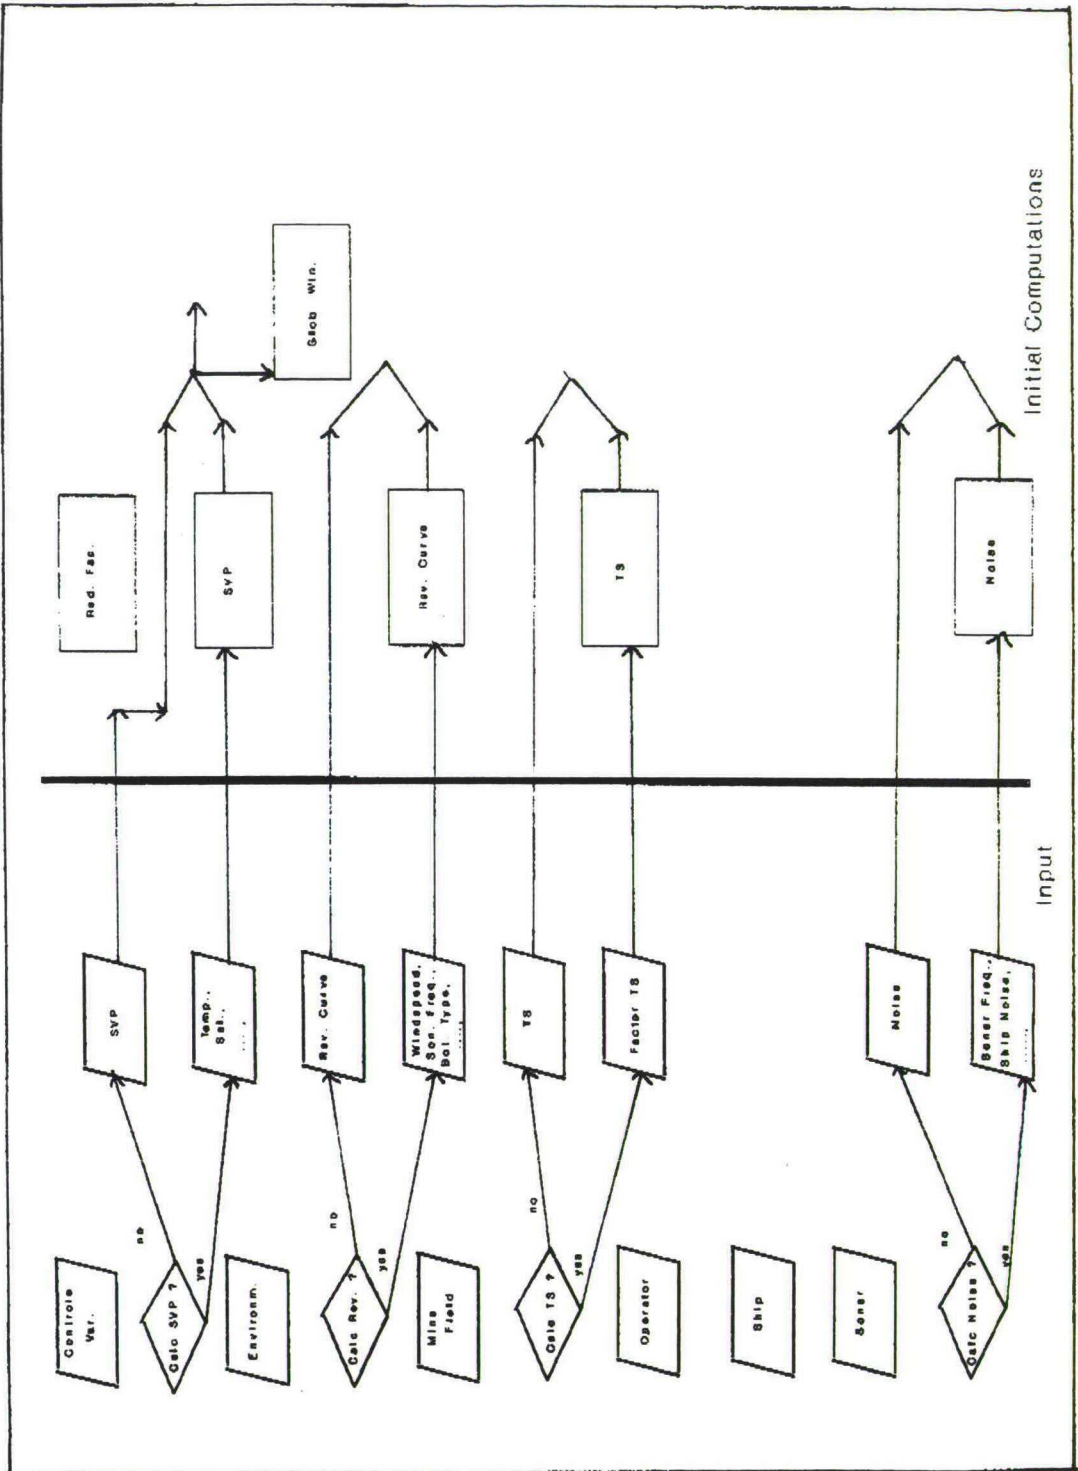 Controle
Var.
Calc SVP ?
no
yes
Environm.
Calc Rev. ?
no
yes
Mine
Field
Calc TS ?
no
yes
Operator
Ship
Sonar
Calc Noise ?
no
yes
SVP
Temp.,
Sal.,
.....
Rev. Curve
Windspeed,
Son. Freq.,
Bot. Type,
.....
TS
Factor TS
Noise
Sonar Freq.,
Ship Noise,
......
Input
Red. Fac.
SVP
Rev. Curve
TS
Noise
Glob. Win.
Initial Computations